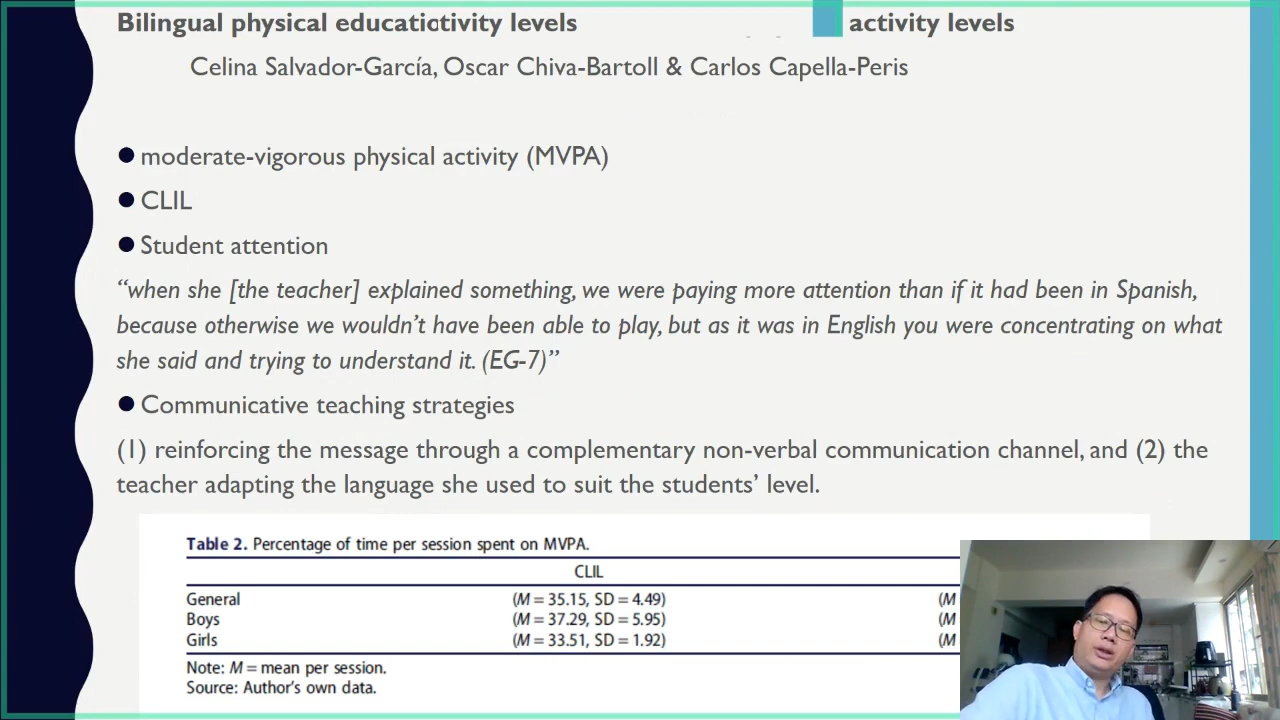 Bilingual physical educatictivity levels activity levels
Celina Salvador-García, Oscar Chiva-Bartoll & Carlos Capella-Peris
● moderate-vigorous physical activity (MVPA)
● CLIL
● Student attention
“when she [the teacher] explained something, we were paying more attention than if it had been in Spanish,
because otherwise we wouldn’t have been able to play, but as it was in English you were concentrating on what
she said and trying to understand it. (EG-7)”
● Communicative teaching strategies
(1) reinforcing the message through a complementary non-verbal communication channel, and (2) the
teacher adapting the language she used to suit the students’ level.
Table 2. Percentage of time per session spent on MVPA.
CLIL
General (M = 35.15, SD = 4.49) (M
Boys (M = 37.29, SD = 5.95) (M
Girls (M = 33.51, SD = 1.92) (M
Note: M = mean per session.
Source: Author’s own data.